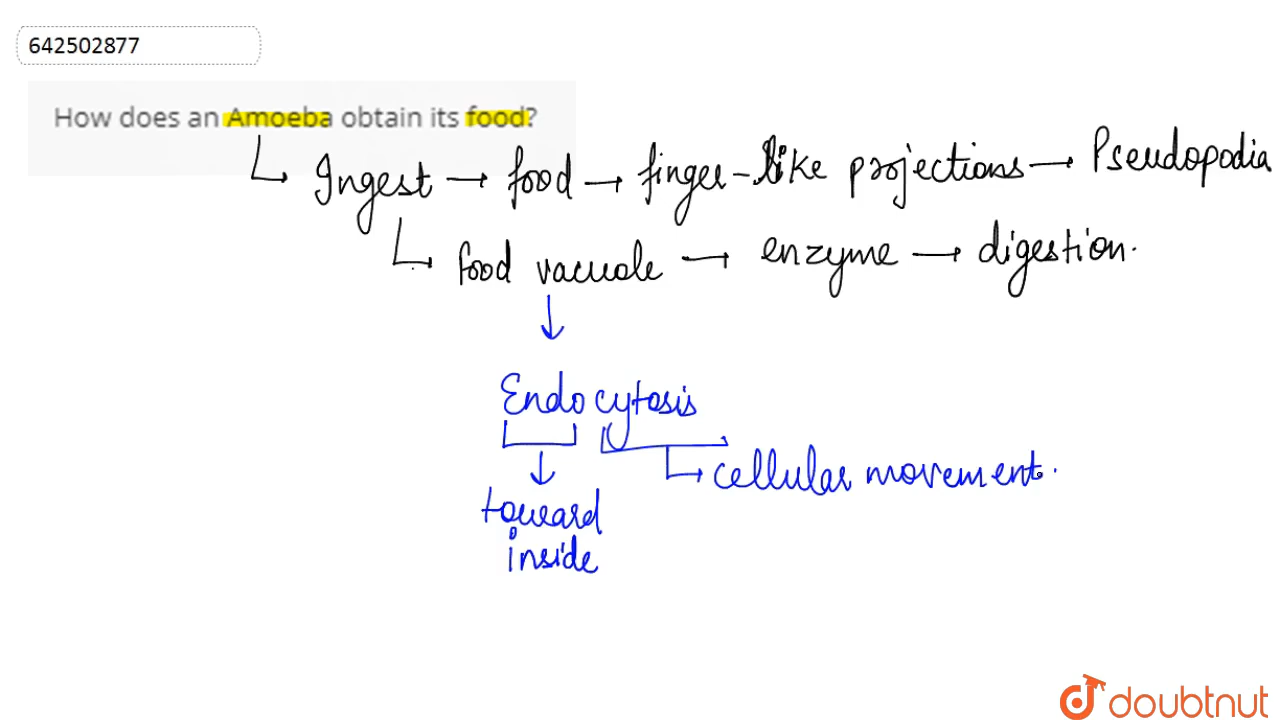 642502877
How does an Amoeba obtain its food?
Ingest → food → finger-like projections → Pseudopodia
food vacuole → enzyme → digestion.
Endocytosis
cellular movement.
toward
inside
doubtnut